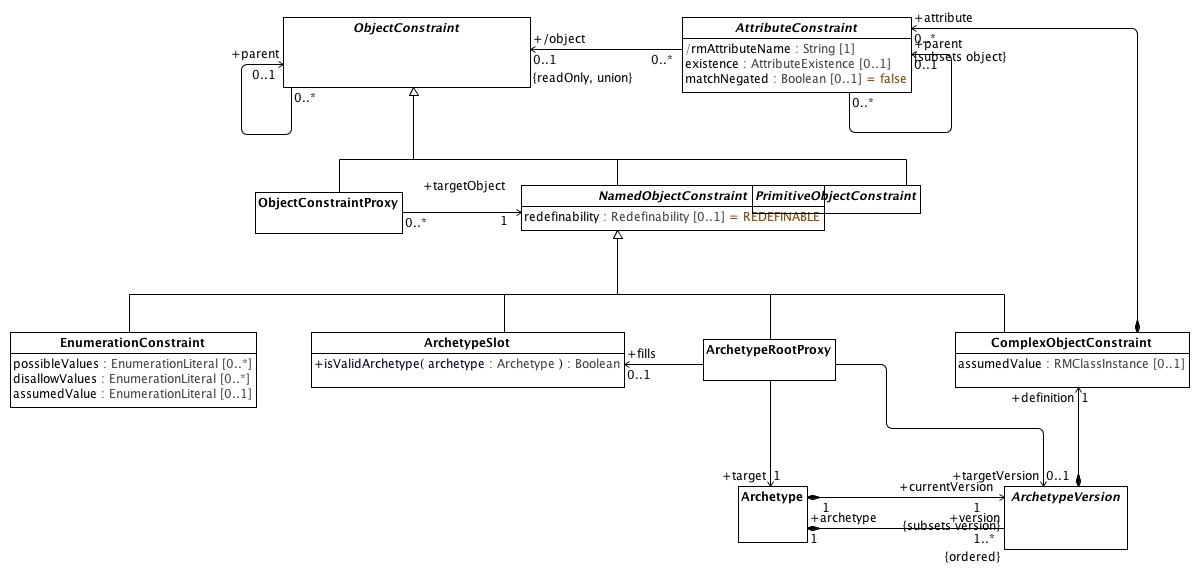 ObjectConstraint
+parent
0..1
0..*
+/object
0..1
{readOnly, union}
0..*
AttributeConstraint
/rmAttributeName : String [1]
existence : AttributeExistence [0..1]
matchNegated : Boolean [0..1] = false
+attribute
0..*
+parent
{subsets object}
0..1
0..*
ObjectConstraintProxy
+targetObject
0..*
1
NamedObjectConstraint
redefinability : Redefinability [0..1] = REDEFINABLE
PrimitiveObjectConstraint
EnumerationConstraint
possibleValues : EnumerationLiteral [0..*]
disallowValues : EnumerationLiteral [0..*]
assumedValue : EnumerationLiteral [0..1]
ArchetypeSlot
+isValidArchetype( archetype : Archetype ) : Boolean
+fills
0..1
ArchetypeRootProxy
ComplexObjectConstraint
assumedValue : RMClassInstance [0..1]
+definition
1
+target
1
+targetVersion
0..1
Archetype
+currentVersion
1
1
{subsets version}
+archetype
1
+version
1..*
{ordered}
ArchetypeVersion